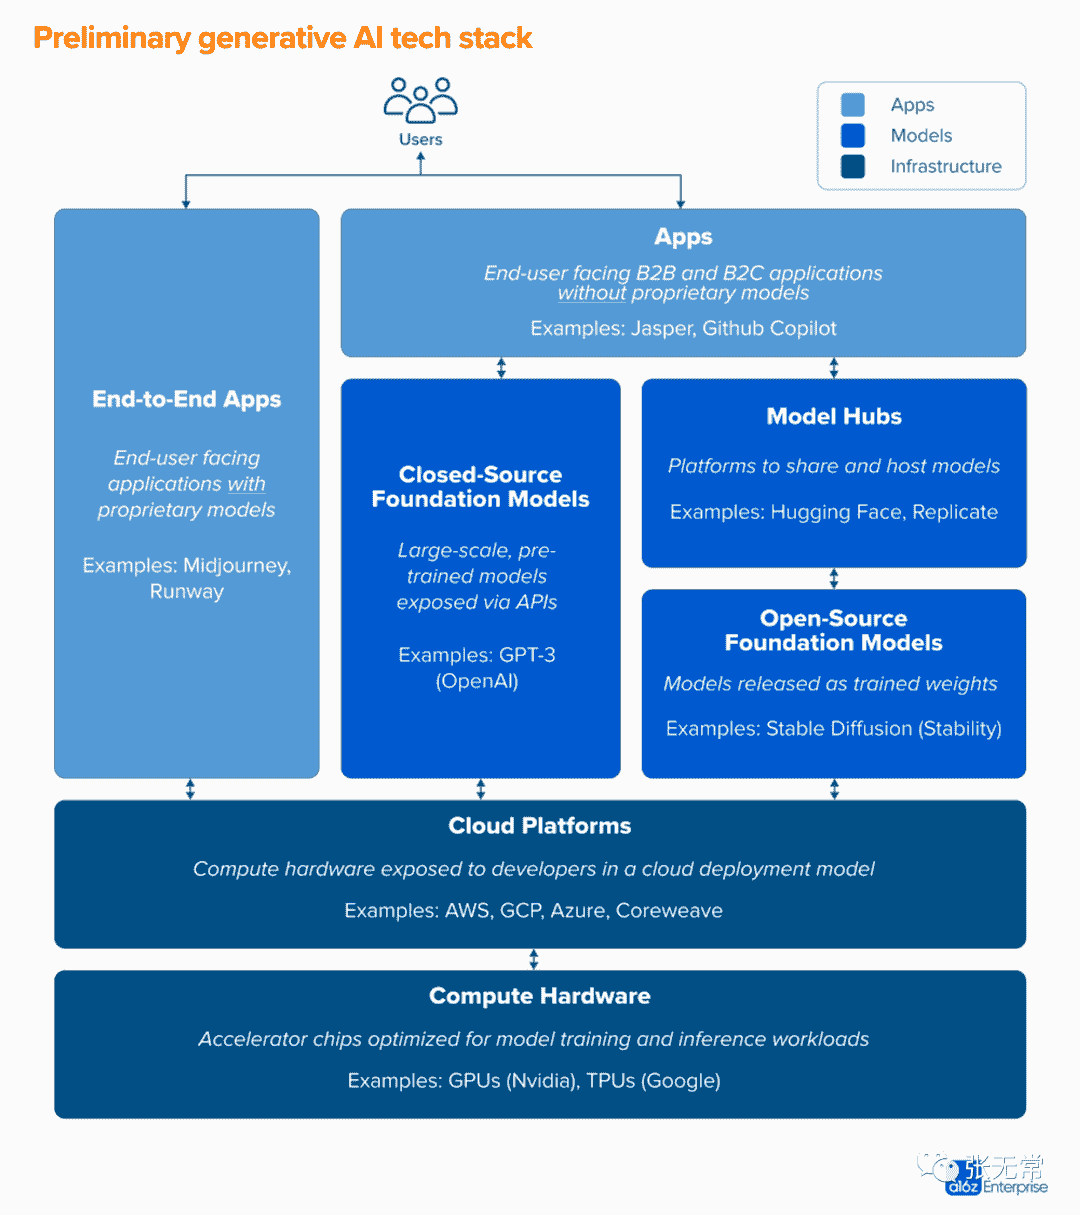 Preliminary generative AI tech stack
Users
Apps
Models
Infrastructure
End-to-End Apps
End-user facing
applications with
proprietary models
Examples: Midjourney,
Runway
Apps
End-user facing B2B and B2C applications
without proprietary models
Examples: Jasper, Github Copilot
Closed-Source
Foundation Models
Large-scale, pre-
trained models
exposed via APIs
Examples: GPT-3
(OpenAI)
Model Hubs
Platforms to share and host models
Examples: Hugging Face, Replicate
Open-Source
Foundation Models
Models released as trained weights
Examples: Stable Diffusion (Stability)
Cloud Platforms
Compute hardware exposed to developers in a cloud deployment model
Examples: AWS, GCP, Azure, Coreweave
Compute Hardware
Accelerator chips optimized for model training and inference workloads
Examples: GPUs (Nvidia), TPUs (Google)
张无常
a16z Enterprise